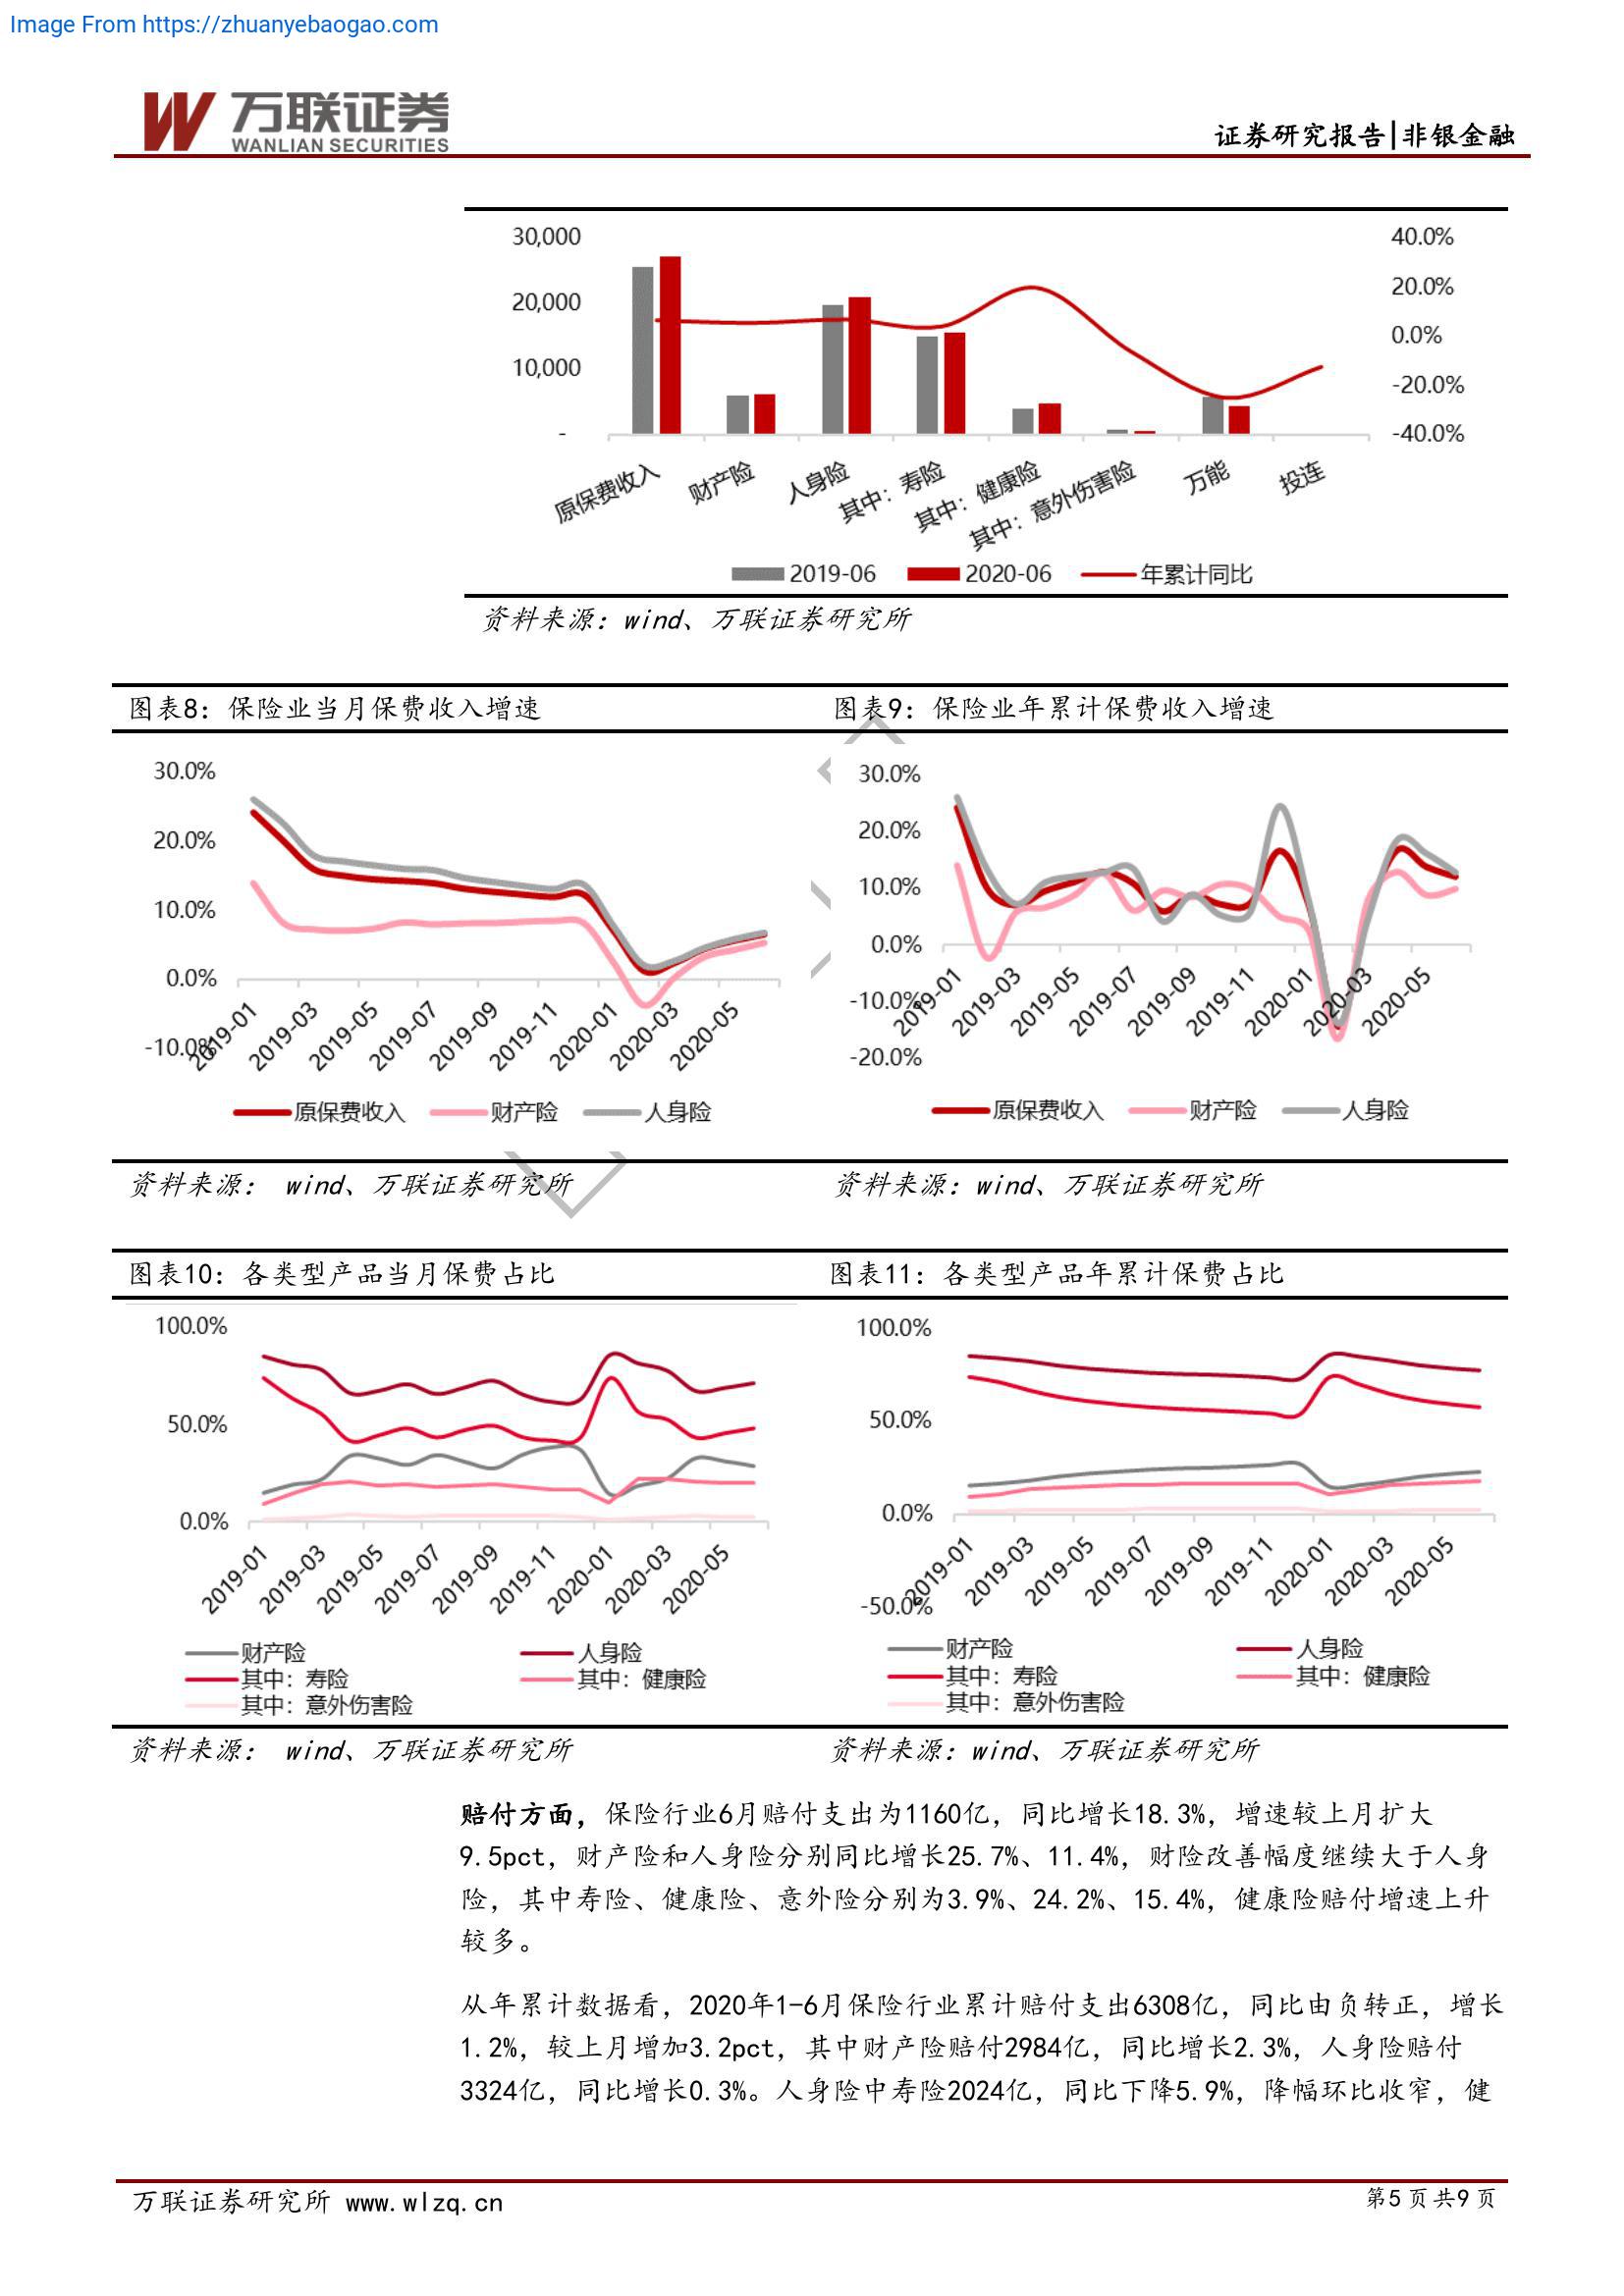 Image From https://zhuanyebaogao.com
万联证券
WANLIAN SECURITIES
证券研究报告|非银金融
30,000
20,000
10,000
-
40.0%
20.0%
0.0%
-20.0%
-40.0%
原保费收入
财产险
人身险
其中：寿险
其中：健康险
其中：意外伤害险
万能
投连
2019-06 2020-06 年累计同比
资料来源：wind、万联证券研究所
图表8：保险业当月保费收入增速
30.0%
20.0%
10.0%
0.0%
-10.0%
2019-01 2019-03 2019-05 2019-07 2019-09 2019-11 2020-01 2020-03 2020-05
原保费收入 财产险 人身险
资料来源： wind、万联证券研究所
图表9：保险业年累计保费收入增速
30.0%
20.0%
10.0%
0.0%
-10.0%
-20.0%
2019-01 2019-03 2019-05 2019-07 2019-09 2019-11 2020-01 2020-03 2020-05
原保费收入 财产险 人身险
资料来源：wind、万联证券研究所
图表10：各类型产品当月保费占比
100.0%
50.0%
0.0%
2019-01 2019-03 2019-05 2019-07 2019-09 2019-11 2020-01 2020-03 2020-05
财产险 人身险
其中：寿险 其中：健康险
其中：意外伤害险
资料来源： wind、万联证券研究所
图表11：各类型产品年累计保费占比
100.0%
50.0%
0.0%
-50.0%
2019-01 2019-03 2019-05 2019-07 2019-09 2019-11 2020-01 2020-03 2020-05
财产险 人身险
其中：寿险 其中：健康险
其中：意外伤害险
资料来源：wind、万联证券研究所
赔付方面，保险行业6月赔付支出为1160亿，同比增长18.3%，增速较上月扩大
9.5pct，财产险和人身险分别同比增长25.7%、11.4%，财险改善幅度继续大于人身
险，其中寿险、健康险、意外险分别为3.9%、24.2%、15.4%，健康险赔付增速上升
较多。
从年累计数据看，2020年1-6月保险行业累计赔付支出6308亿，同比由负转正，增长
1.2%，较上月增加3.2pct，其中财产险赔付2984亿，同比增长2.3%，人身险赔付
3324亿，同比增长0.3%。人身险中寿险2024亿，同比下降5.9%，降幅环比收窄，健
万联证券研究所 www.wlzq.cn
第5页共9页